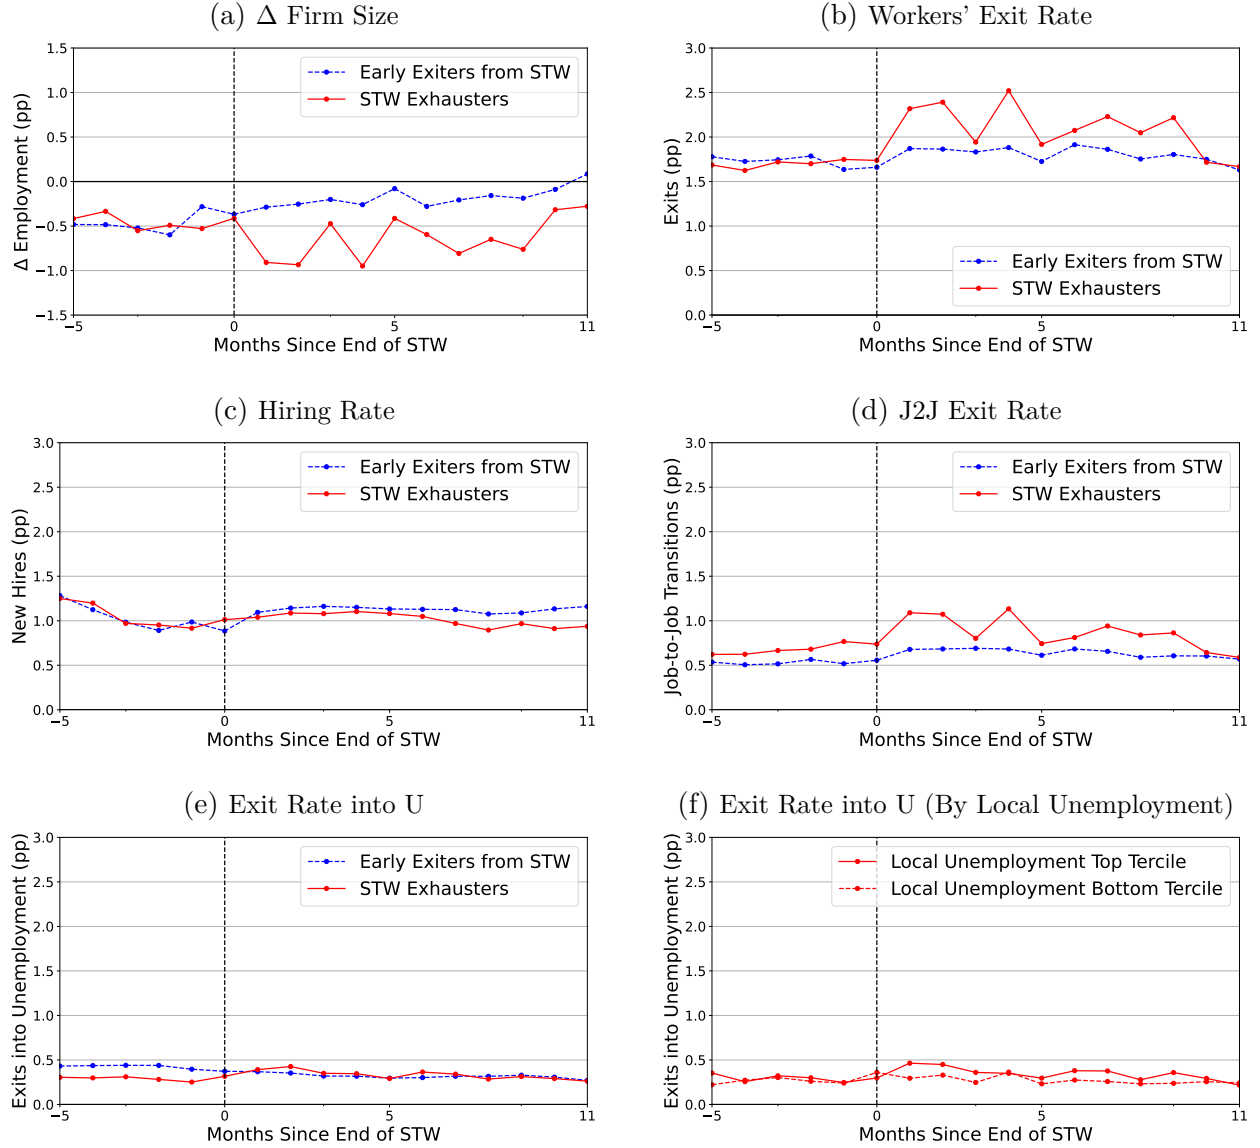 (a) Δ Firm Size
1.5
1.0
0.5
0.0
−0.5
−1.0
−1.5
Δ Employment (pp)
Early Exiters from STW
STW Exhausters
−5
0
5
11
Months Since End of STW
(b) Workers' Exit Rate
3.0
2.5
2.0
1.5
1.0
0.5
0.0
Exits (pp)
Early Exiters from STW
STW Exhausters
−5
0
5
11
Months Since End of STW
(c) Hiring Rate
3.0
2.5
2.0
1.5
1.0
0.5
0.0
New Hires (pp)
Early Exiters from STW
STW Exhausters
−5
0
5
11
Months Since End of STW
(d) J2J Exit Rate
3.0
2.5
2.0
1.5
1.0
0.5
0.0
Job-to-Job Transitions (pp)
Early Exiters from STW
STW Exhausters
−5
0
5
11
Months Since End of STW
(e) Exit Rate into U
3.0
2.5
2.0
1.5
1.0
0.5
0.0
Exits into Unemployment (pp)
Early Exiters from STW
STW Exhausters
−5
0
5
11
Months Since End of STW
(f) Exit Rate into U (By Local Unemployment)
3.0
2.5
2.0
1.5
1.0
0.5
0.0
Exits into Unemployment (pp)
Local Unemployment Top Tercile
Local Unemployment Bottom Tercile
−5
0
5
11
Months Since End of STW